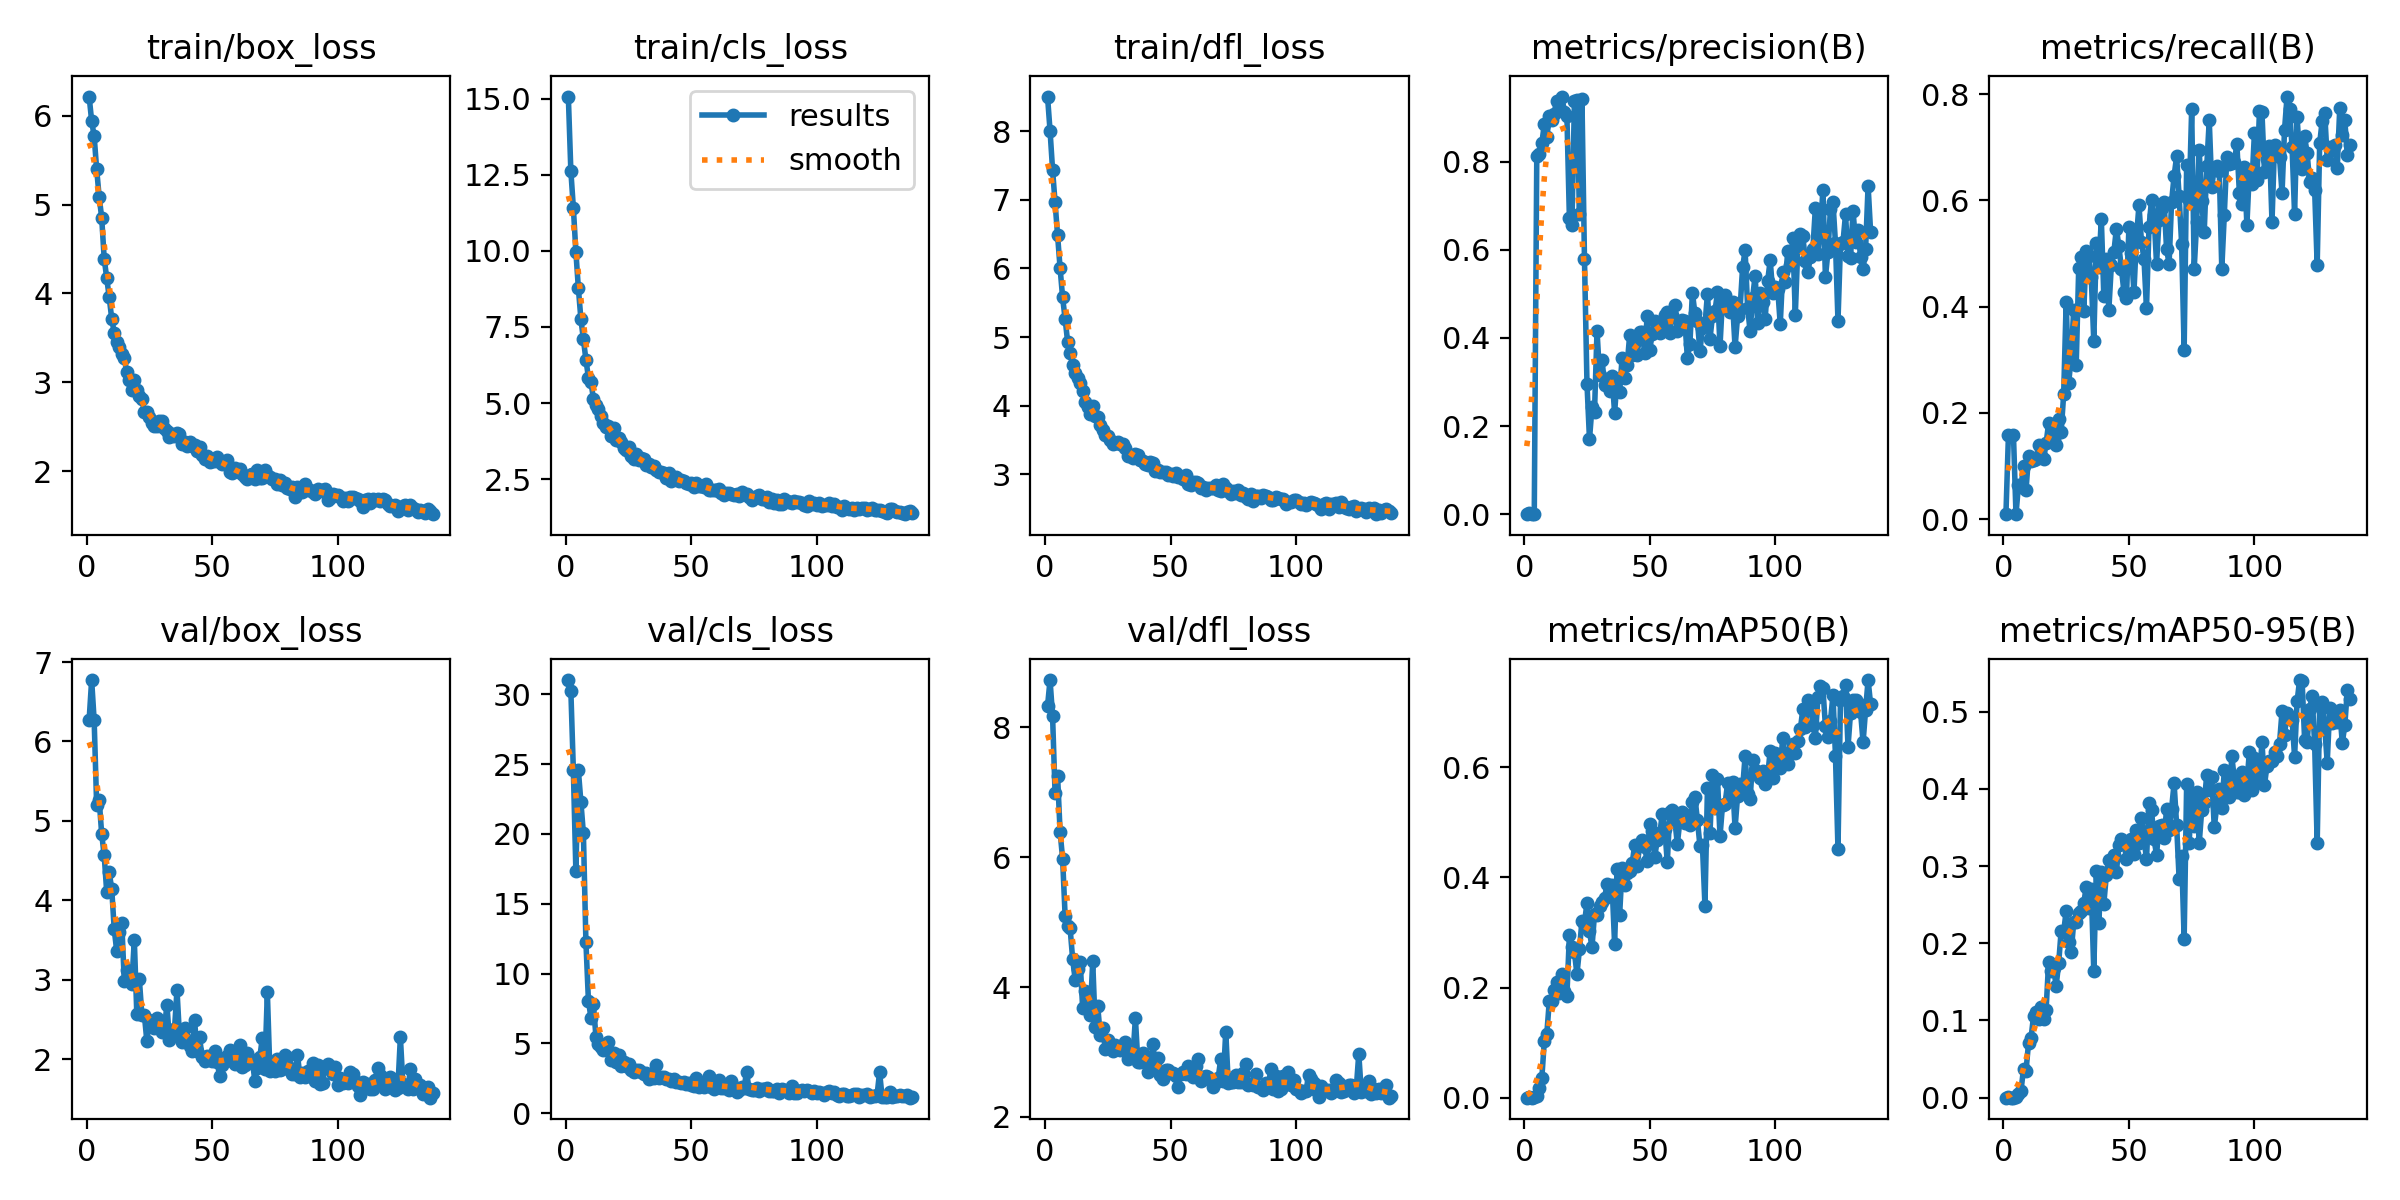 train/box_loss
6
5
4
3
2
0 50 100
train/cls_loss
15.0
12.5
10.0
7.5
5.0
2.5
results
smooth
0 50 100
train/dfl_loss
8
7
6
5
4
3
0 50 100
metrics/precision(B)
0.8
0.6
0.4
0.2
0.0
0 50 100
metrics/recall(B)
0.8
0.6
0.4
0.2
0.0
0 50 100
val/box_loss
7
6
5
4
3
2
0 50 100
val/cls_loss
30
25
20
15
10
5
0
0 50 100
val/dfl_loss
8
6
4
2
0 50 100
metrics/mAP50(B)
0.6
0.4
0.2
0.0
0 50 100
metrics/mAP50-95(B)
0.5
0.4
0.3
0.2
0.1
0.0
0 50 100